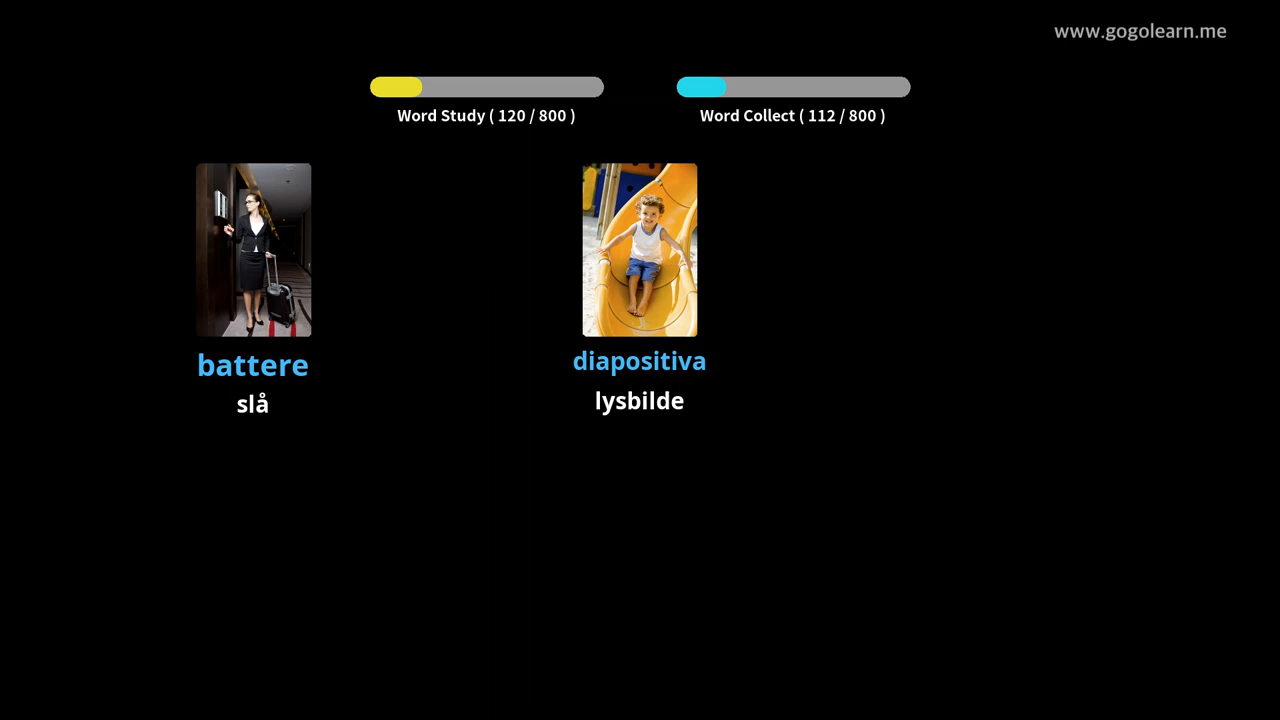 www.gogolearn.me
Word Study ( 120 / 800 )
Word Collect ( 112 / 800 )
battere
slå
diapositiva
lysbilde